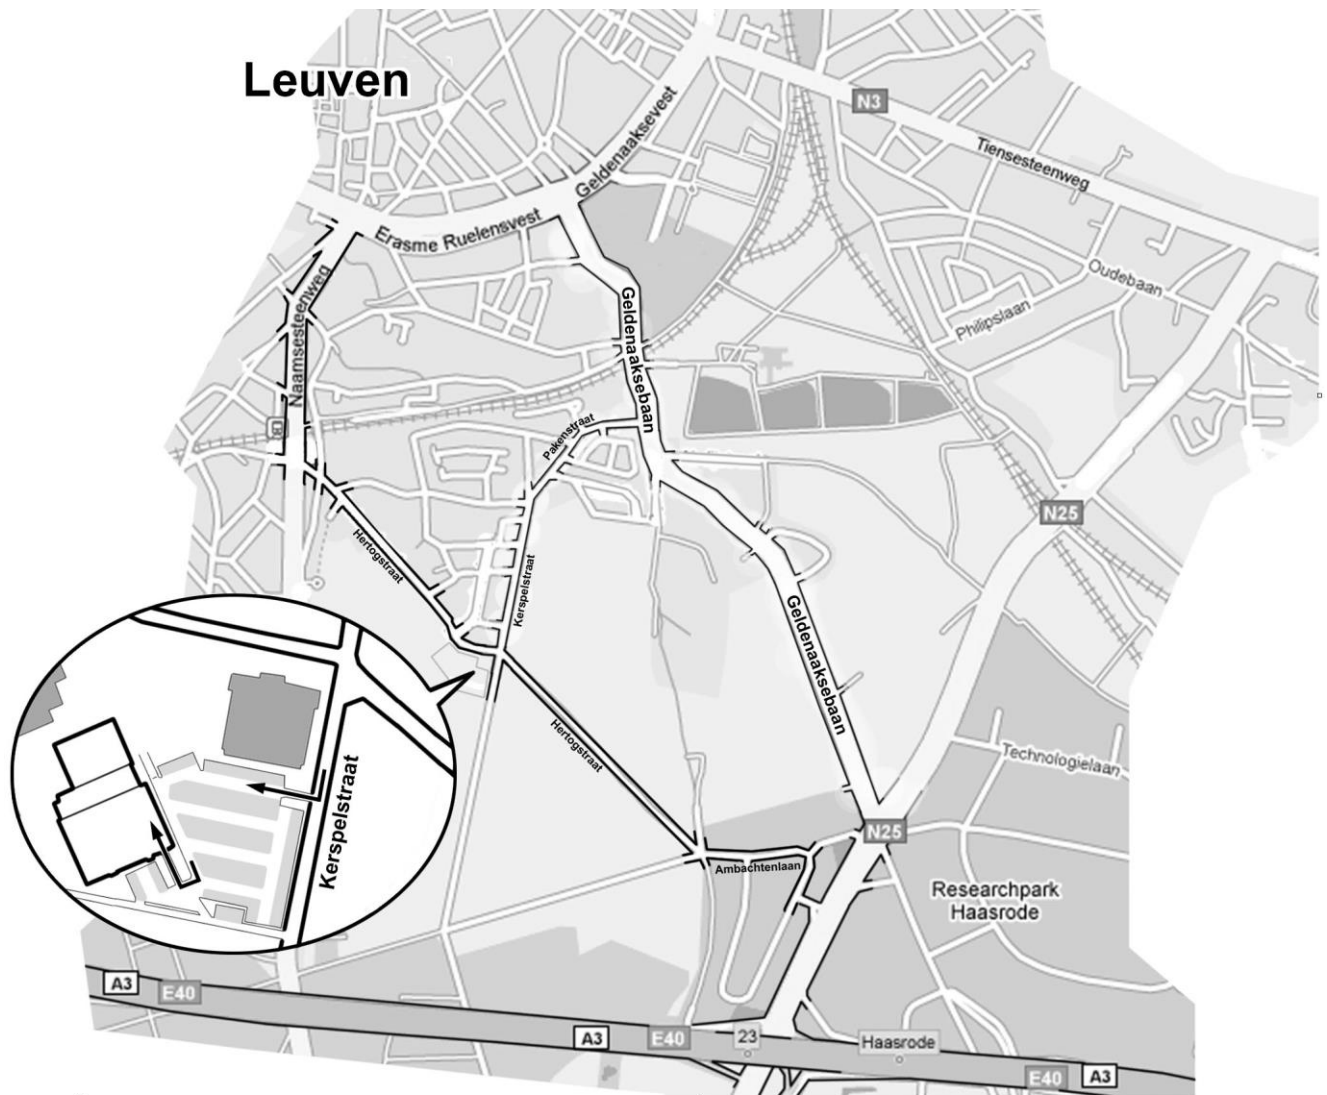 Leuven
N3
Geldenaaksevest
Tiensesteenweg
Erasme Ruelensvest
Oudebaan
Naamsesteenweg
Philipslaan
Geldenaaksebaan
Pakenstraat
N25
Hertogstraat
Kerspelstraat
Geldenaaksebaan
Hertogstraat
Technologielaan
Kerspelstraat
N25
Ambachtenlaan
Researchpark
Haasrode
A3
E40
A3
E40
23
Haasrode
E40
A3